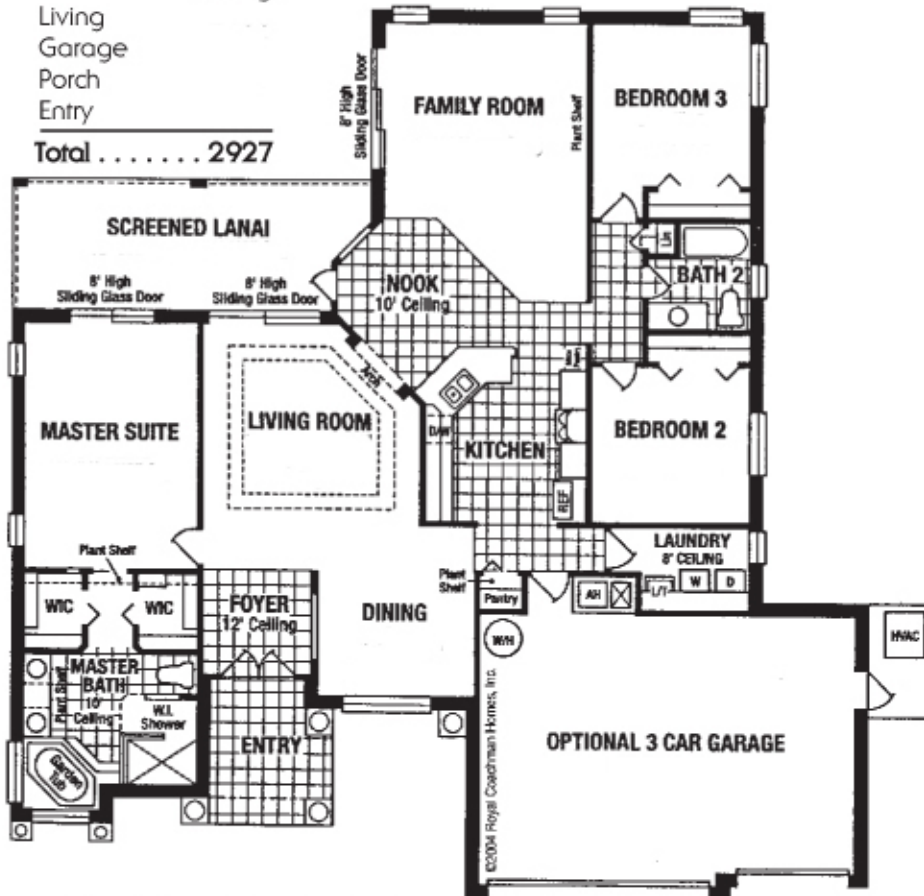 Living
Garage
Porch
Entry
Total . . . . . . . 2927
8' High
Sliding Glass Door
FAMILY ROOM
Plant Shelf
BEDROOM 3
SCREENED LANAI
8' High
Sliding Glass Door
8' High
Sliding Glass Door
NOOK
10' Ceiling
Lin
BATH 2
Arch
MASTER SUITE
LIVING ROOM
D/W
KITCHEN
BEDROOM 2
REF
Plant Shelf
LAUNDRY
8' CEILING
L/T
W
D
WIC
WIC
FOYER
12' Ceiling
DINING
Plant
Shelf
Pantry
AH
W/H
HVAC
MASTER
BATH
10'
Ceiling
Plant Shelf
W.I.
Shower
Garden
Tub
ENTRY
OPTIONAL 3 CAR GARAGE
©2004 Royal Coachman Homes, Inc.